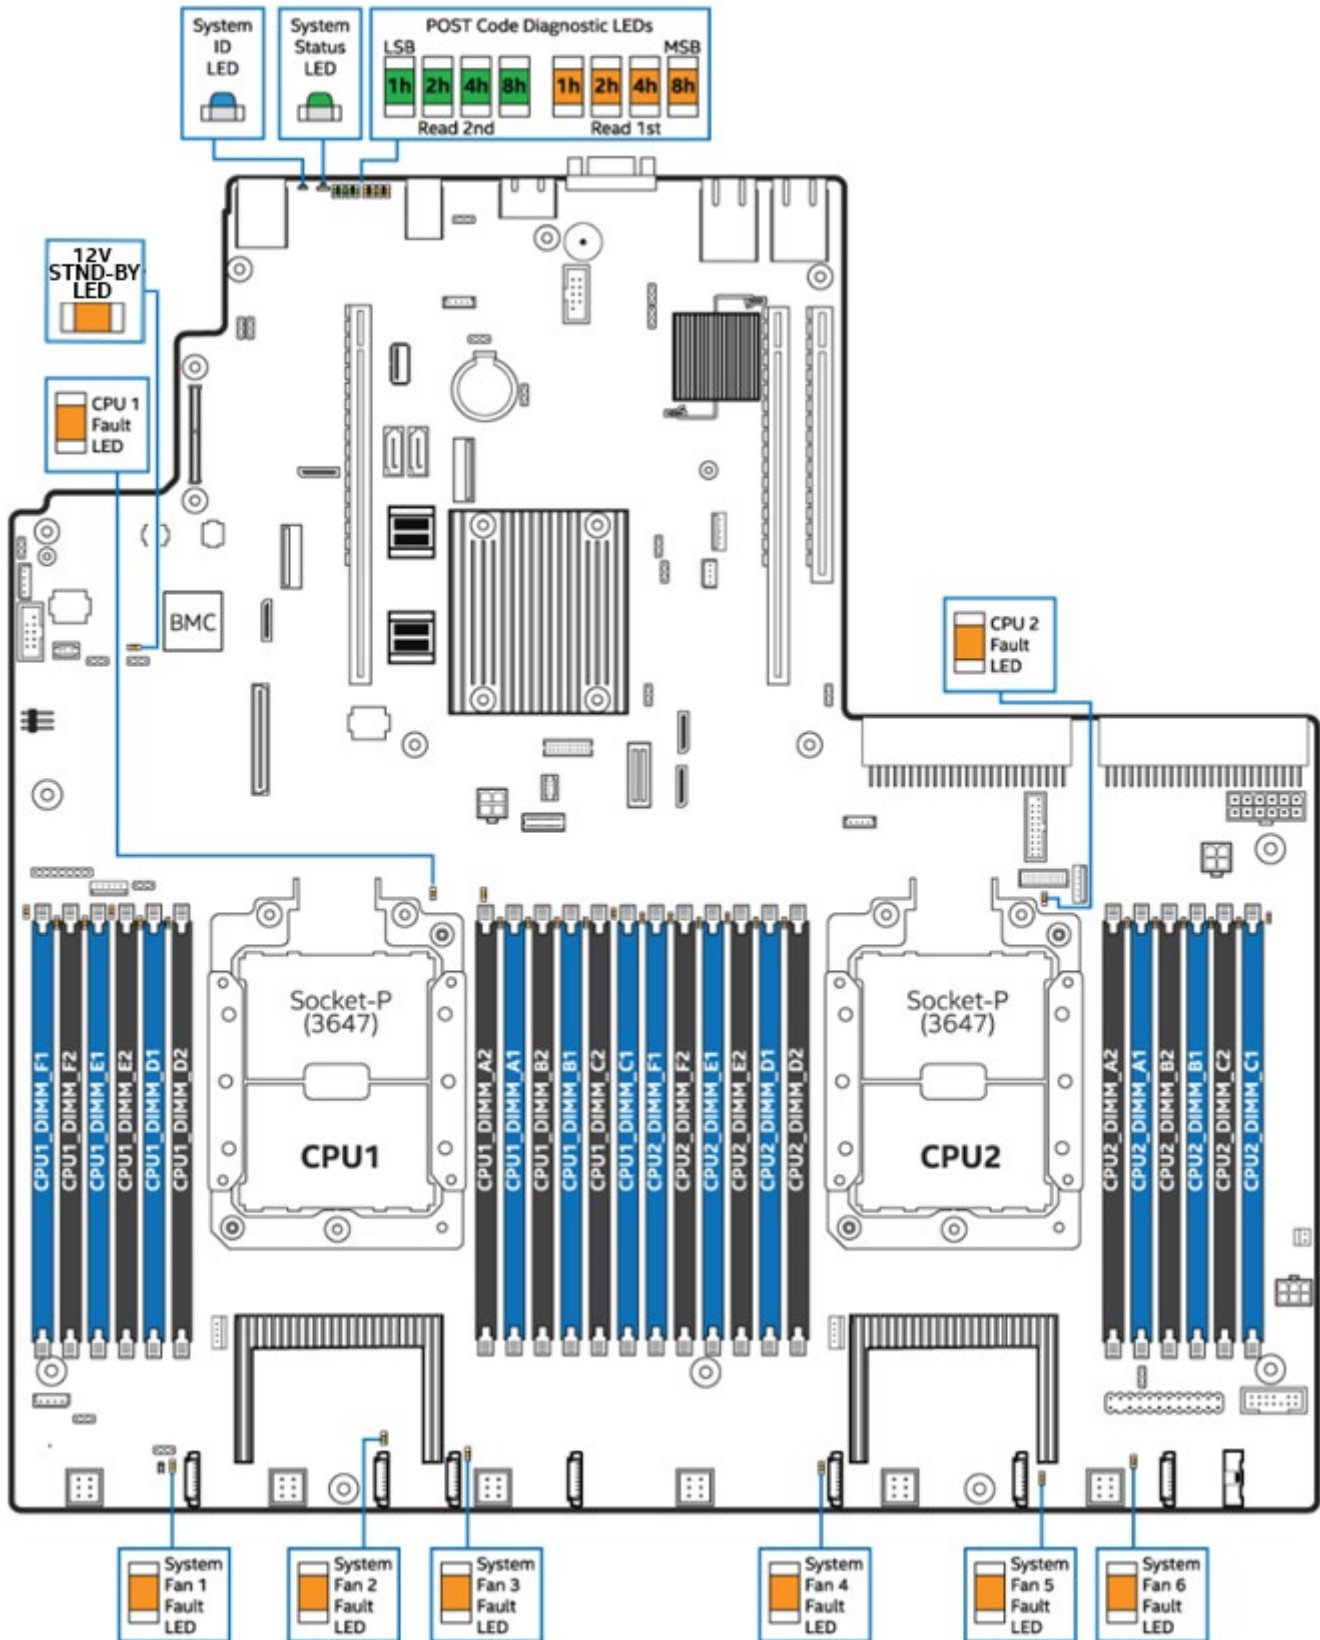 System
ID
LED
System
Status
LED
POST Code Diagnostic LEDs
LSB
MSB
1h 2h 4h 8h 1h 2h 4h 8h
Read 2nd
Read 1st
12V
STND-BY
LED
CPU 1
Fault
LED
BMC
CPU 2
Fault
LED
CPU1_DIMM_F1
CPU1_DIMM_F2
CPU1_DIMM_E1
CPU1_DIMM_E2
CPU1_DIMM_D1
CPU1_DIMM_D2
Socket-P
(3647)
CPU1
CPU1_DIMM_A2
CPU1_DIMM_A1
CPU1_DIMM_B2
CPU1_DIMM_B1
CPU1_DIMM_C2
CPU1_DIMM_C1
CPU2_DIMM_F1
CPU2_DIMM_F2
CPU2_DIMM_E1
CPU2_DIMM_E2
CPU2_DIMM_D1
CPU2_DIMM_D2
Socket-P
(3647)
CPU2
CPU2_DIMM_A2
CPU2_DIMM_A1
CPU2_DIMM_B2
CPU2_DIMM_B1
CPU2_DIMM_C2
CPU2_DIMM_C1
System
Fan 1
Fault
LED
System
Fan 2
Fault
LED
System
Fan 3
Fault
LED
System
Fan 4
Fault
LED
System
Fan 5
Fault
LED
System
Fan 6
Fault
LED